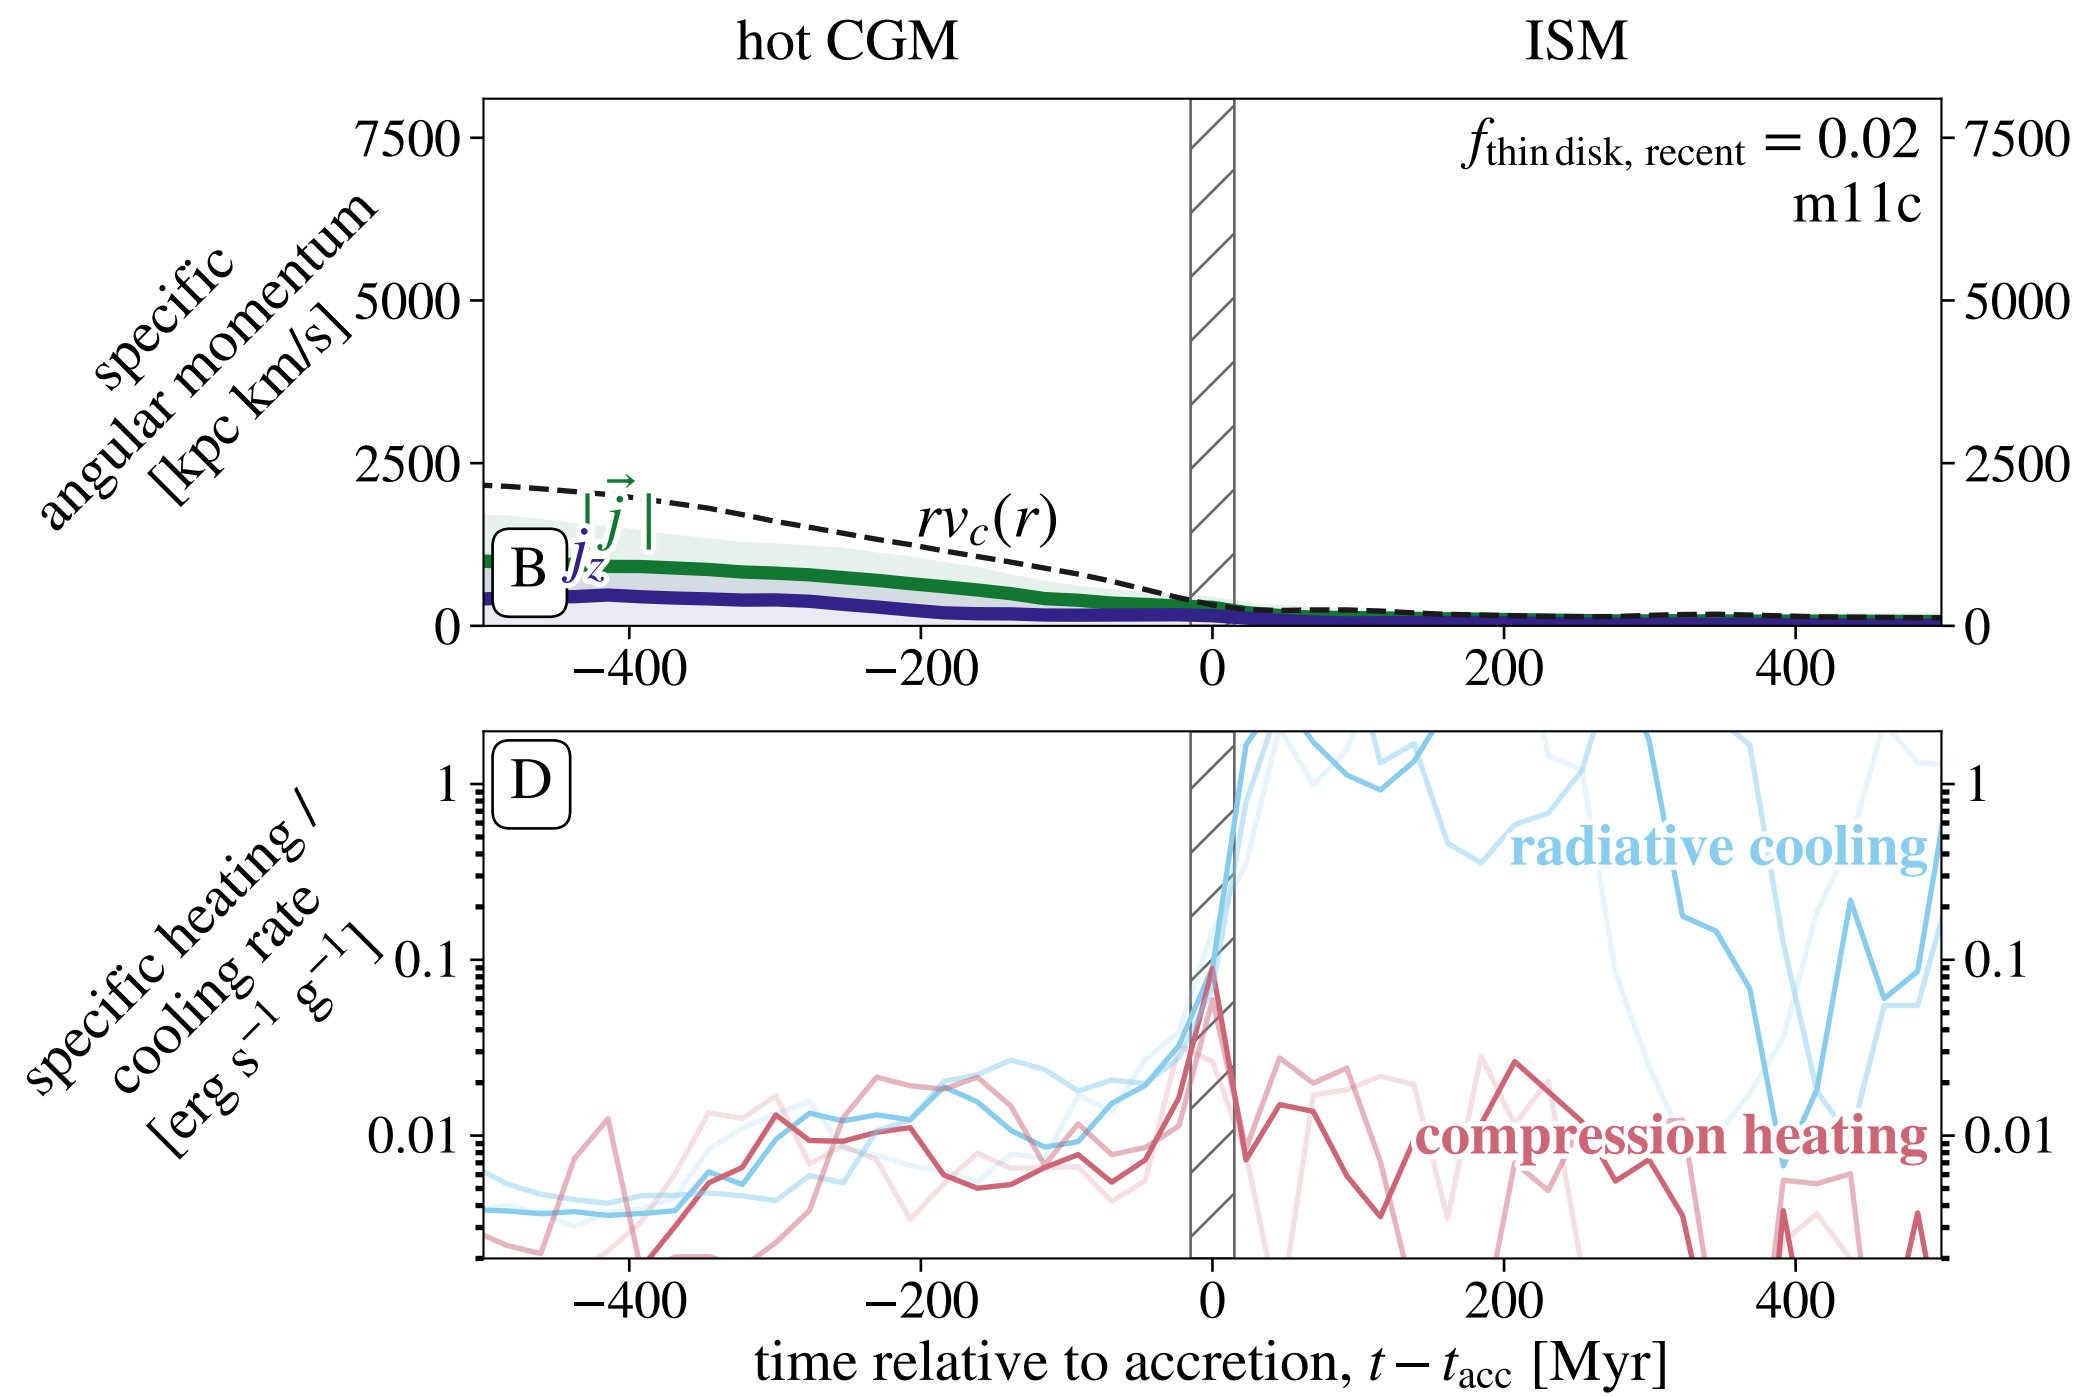 hot CGM
ISM
f_thin disk, recent = 0.02
m11c
specific
angular momentum
[kpc km/s]
7500
5000
2500
0
7500
5000
2500
0
|j⃗|
j_z
rv_c(r)
B
−400
−200
0
200
400
D
specific heating /
cooling rate
[erg s⁻¹ g⁻¹]
1
0.1
0.01
1
0.1
0.01
radiative cooling
compression heating
−400
−200
0
200
400
time relative to accretion, t − t_acc [Myr]